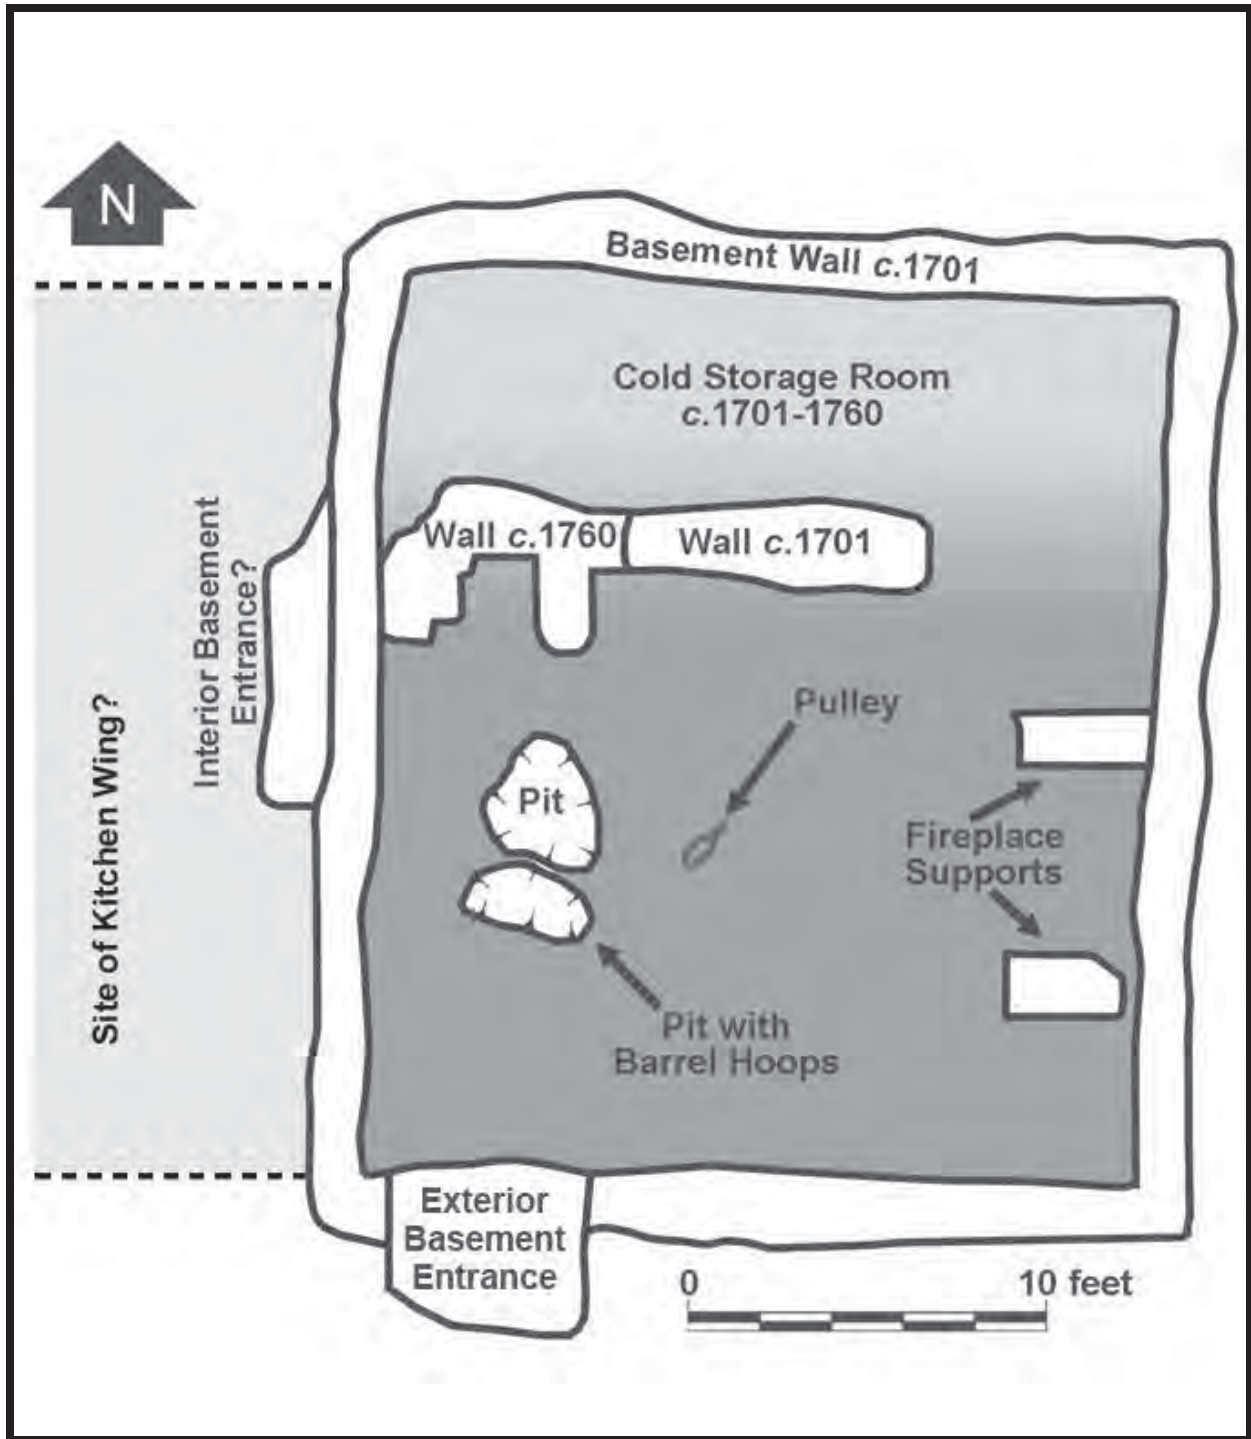 N
Basement Wall c.1701
Cold Storage Room
c.1701-1760
Wall c.1760
Wall c.1701
Interior Basement
Entrance?
Site of Kitchen Wing?
Pulley
Pit
Fireplace
Supports
Pit with
Barrel Hoops
Exterior
Basement
Entrance
0
10 feet